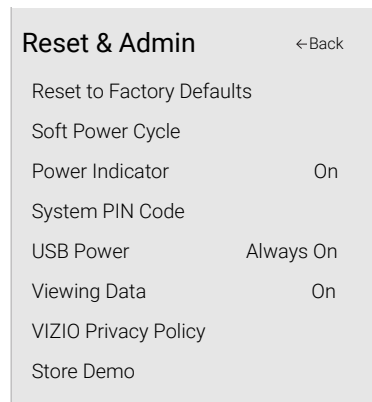 Reset & Admin ←Back
Reset to Factory Defaults
Soft Power Cycle
Power Indicator On
System PIN Code
USB Power Always On
Viewing Data On
VIZIO Privacy Policy
Store Demo